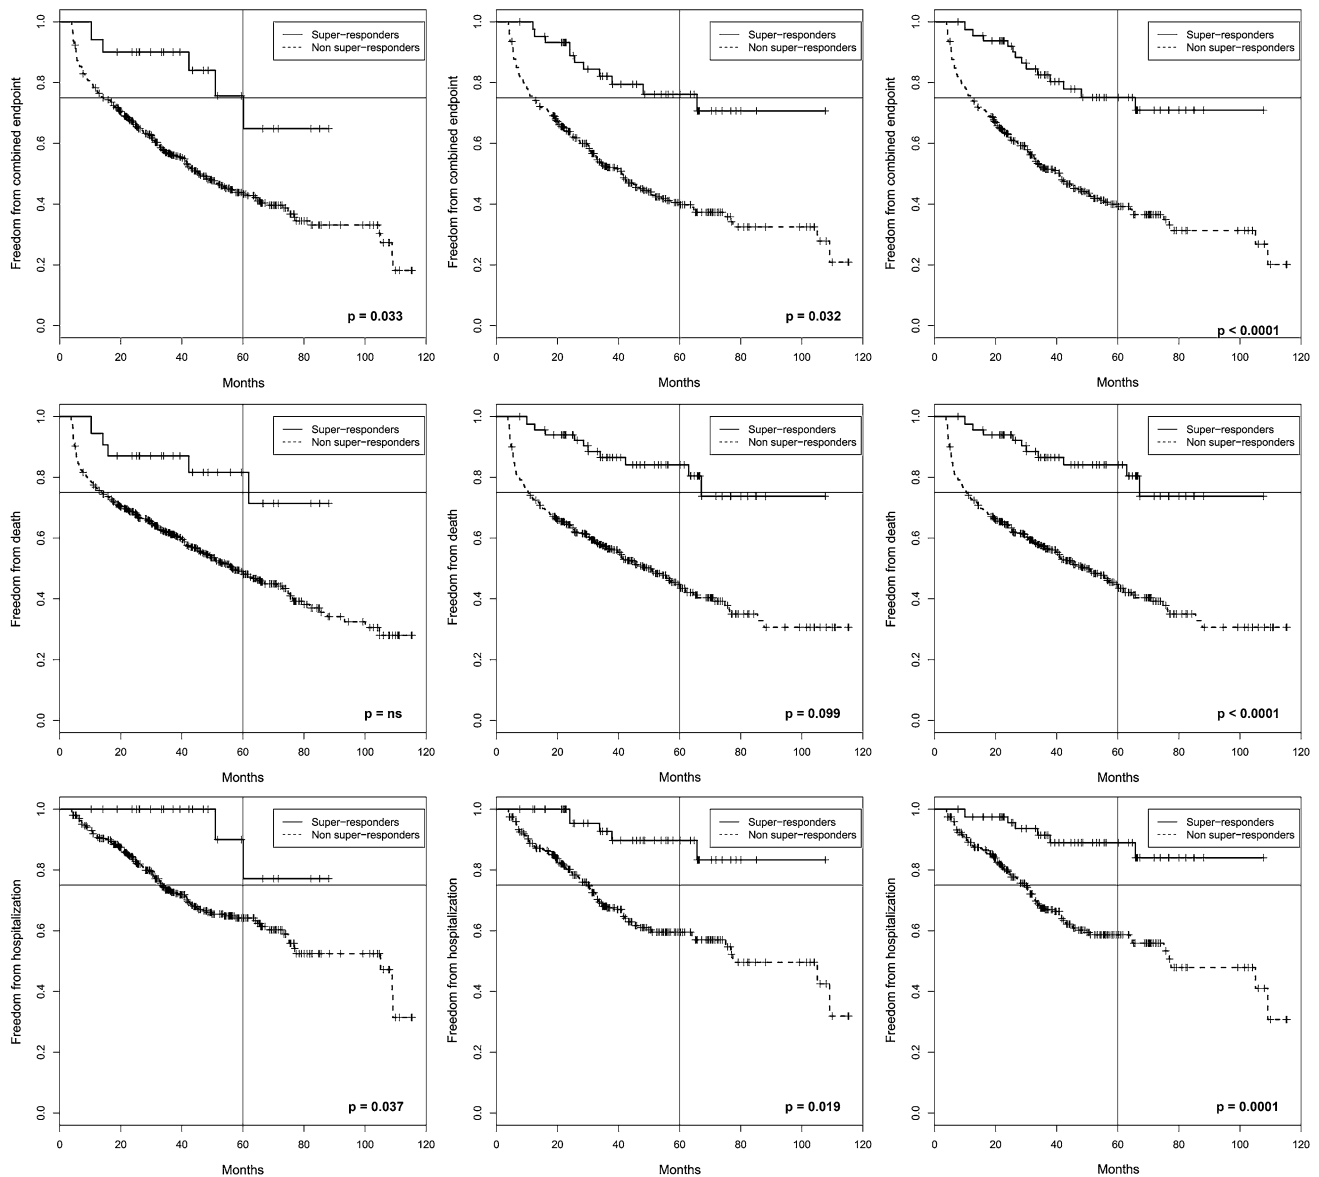 Freedom from combined endpoint
1.0
0.8
0.6
0.4
0.2
0.0
Super−responders
Non super−responders
p = 0.033
0 20 40 60 80 100 120
Months
Freedom from combined endpoint
1.0
0.8
0.6
0.4
0.2
0.0
Super−responders
Non super−responders
p = 0.032
0 20 40 60 80 100 120
Months
Freedom from combined endpoint
1.0
0.8
0.6
0.4
0.2
0.0
Super−responders
Non super−responders
p < 0.0001
0 20 40 60 80 100 120
Months
Freedom from death
1.0
0.8
0.6
0.4
0.2
0.0
Super−responders
Non super−responders
p = ns
0 20 40 60 80 100 120
Months
Freedom from death
1.0
0.8
0.6
0.4
0.2
0.0
Super−responders
Non super−responders
p = 0.099
0 20 40 60 80 100 120
Months
Freedom from death
1.0
0.8
0.6
0.4
0.2
0.0
Super−responders
Non super−responders
p < 0.0001
0 20 40 60 80 100 120
Months
Freedom from hospitalization
1.0
0.8
0.6
0.4
0.2
0.0
Super−responders
Non super−responders
p = 0.037
0 20 40 60 80 100 120
Months
Freedom from hospitalization
1.0
0.8
0.6
0.4
0.2
0.0
Super−responders
Non super−responders
p = 0.019
0 20 40 60 80 100 120
Months
Freedom from hospitalization
1.0
0.8
0.6
0.4
0.2
0.0
Super−responders
Non super−responders
p = 0.0001
0 20 40 60 80 100 120
Months